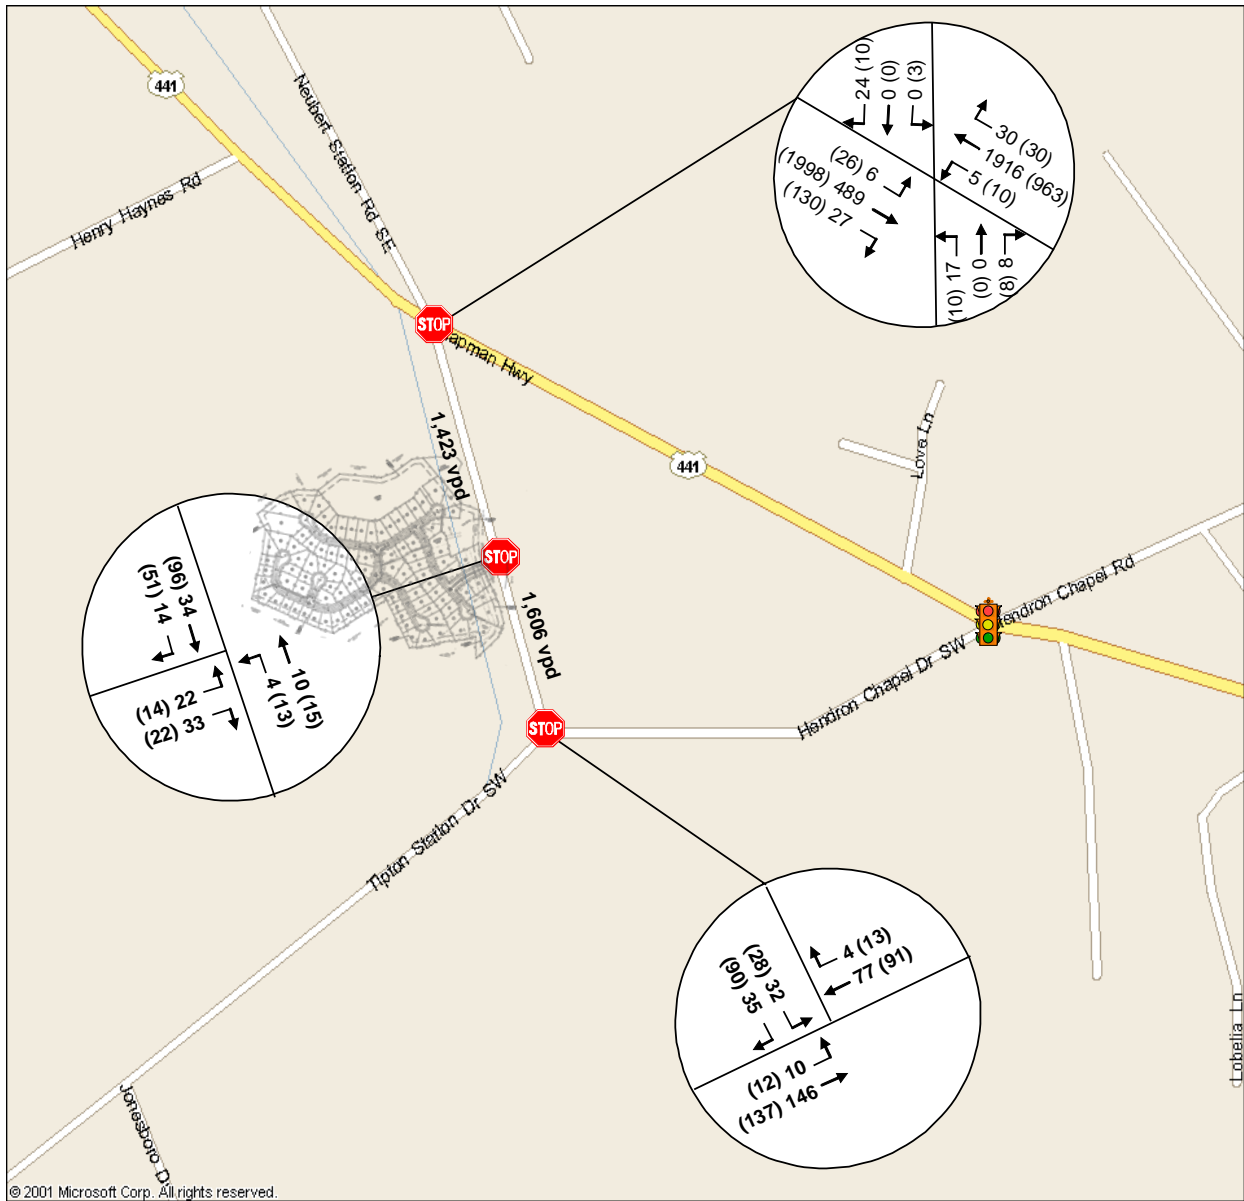 441
Neubert Station Rd SE
Henry Haynes Rd
STOP
apman Hwy
24 (10)
0 (0)
0 (3)
30 (30)
1916 (963)
5 (10)
(26) 6
(1998) 489
(130) 27
(10) 17
(0) 0
(8) 8
1,423 vpd
441
Love Ln
STOP
1,606 vpd
(96) 34
(51) 14
10 (15)
4 (13)
(14) 22
(22) 33
endron Chapel Rd
Hendron Chapel Dr SW
STOP
Tipton Station Dr SW
4 (13)
77 (91)
(28) 32
(90) 35
(12) 10
(137) 146
Lobelia Ln
Jonesboro D
© 2001 Microsoft Corp. All rights reserved.